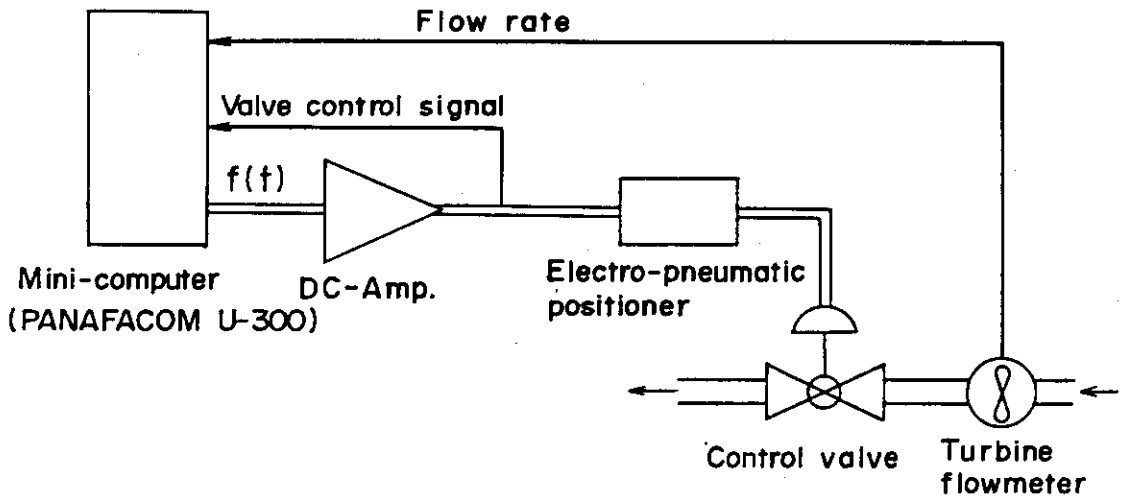 Flow rate
Valve control signal
f(t)
Mini-computer
(PANAFACOM U-300)
DC-Amp.
Electro-pneumatic
positioner
Control valve
Turbine
flowmeter